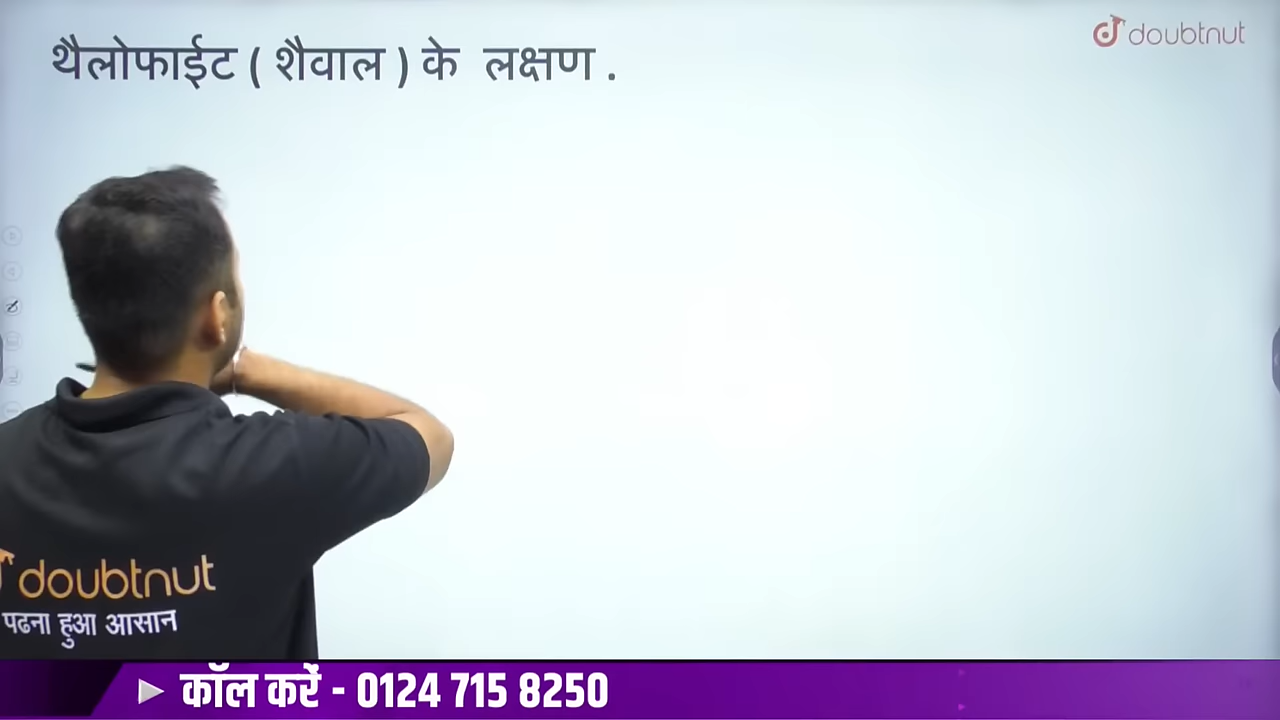 थैलोफाईट ( शैवाल ) के लक्षण .
doubtnut
doubtnut
पढना हुआ आसान
कॉल करें - 0124 715 8250